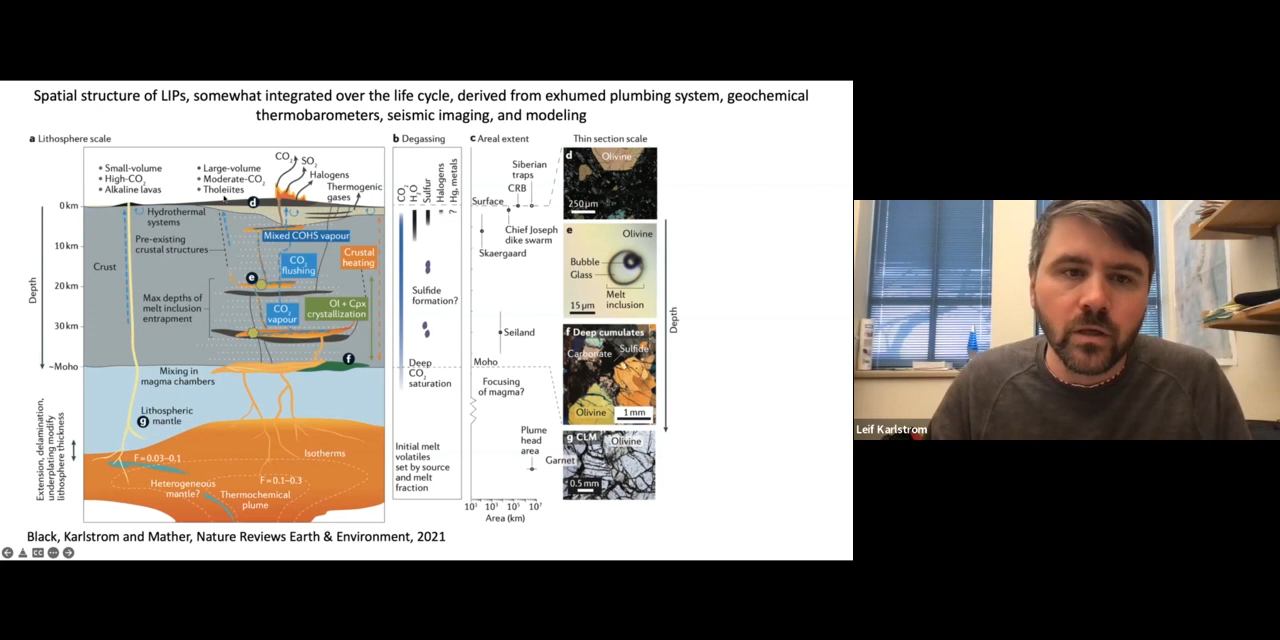 Spatial structure of LIPs, somewhat integrated over the life cycle, derived from exhumed plumbing system, geochemical
thermobarometers, seismic imaging, and modeling
a Lithosphere scale
• Small-volume
• High-CO2
• Alkaline lavas
• Large-volume
• Moderate-CO2
• Tholeiites
CO2
SO2
Halogens
Thermogenic
gases
d
0 km
10 km
20 km
30 km
~Moho
Depth
Hydrothermal
systems
Pre-existing
crustal structures
Crust
Mixed COHS vapour
CO2
flushing
Crustal
heating
e
Max depths of
melt inclusion
entrapment
CO2
vapour
Ol + Cpx
crystallization
f
Mixing in
magma chambers
Lithospheric
g mantle
Extension, delamination,
underplating modify
lithosphere thickness
F=0.03–0.1
Isotherms
Heterogeneous
mantle?
F=0.1–0.3
Thermochemical
plume
b Degassing
CO2
H2O
Sulfur
Halogens
? Hg, metals
Sulfide
formation?
Deep
CO2
saturation
Initial melt
volatiles
set by source
and melt
fraction
c Areal extent
Siberian
traps
CRB
Surface
Chief Joseph
dike swarm
Skaergaard
Seiland
Moho
Focusing
of magma?
Plume
head
area
10¹ 10³ 10⁵ 10⁷
Area (km)
Thin section scale
d
Olivine
250 µm
e
Olivine
Bubble
Glass
Melt
inclusion
15 µm
f Deep cumulates
Carbonate
Sulfide
Olivine
1 mm
g CLM
Olivine
Garnet
0.5 mm
Depth
Black, Karlstrom and Mather, Nature Reviews Earth & Environment, 2021
CC
Leif Karlstrom